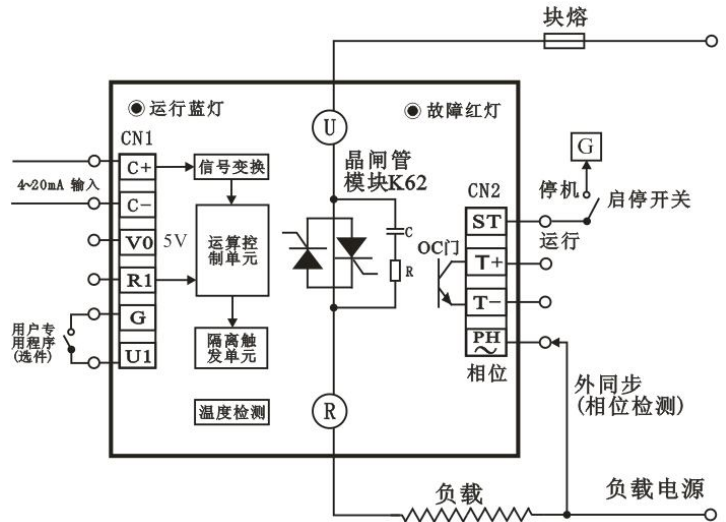 块熔
运行蓝灯
故障红灯
U
CN1
C+
4~20mA 输入
C-
V0
5V
R1
G
U1
用户专
用程序
(选件)
信号变换
运算控
制单元
隔离触
发单元
温度检测
晶闸管
模块K62
C
R
R
CN2
OC门
ST
T+
T-
PH
~
相位
G
停机
启停开关
运行
外同步
(相位检测)
负载
负载电源